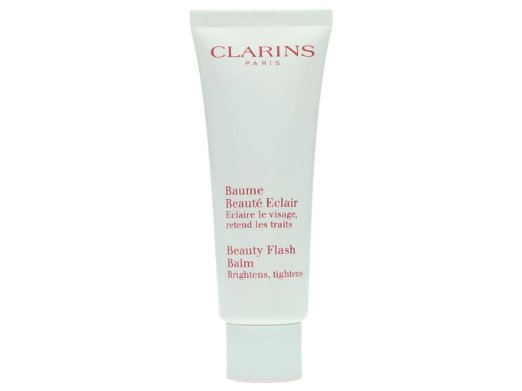 CLARINS
PARIS
Baume
Beauté Eclair
Eclaire le visage,
retend les traits
Beauty Flash
Balm
Brightens, tightens